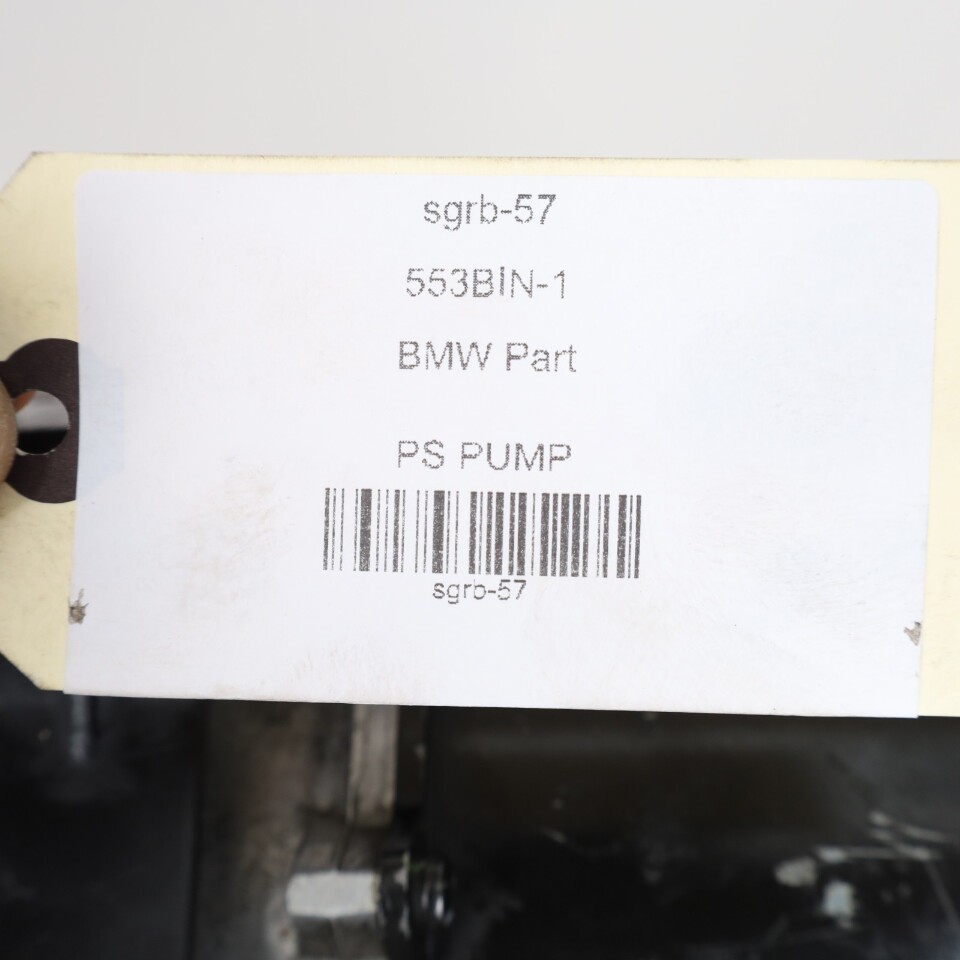 sgrb-57
553BIN-1
BMW Part
PS PUMP
sgrb-57